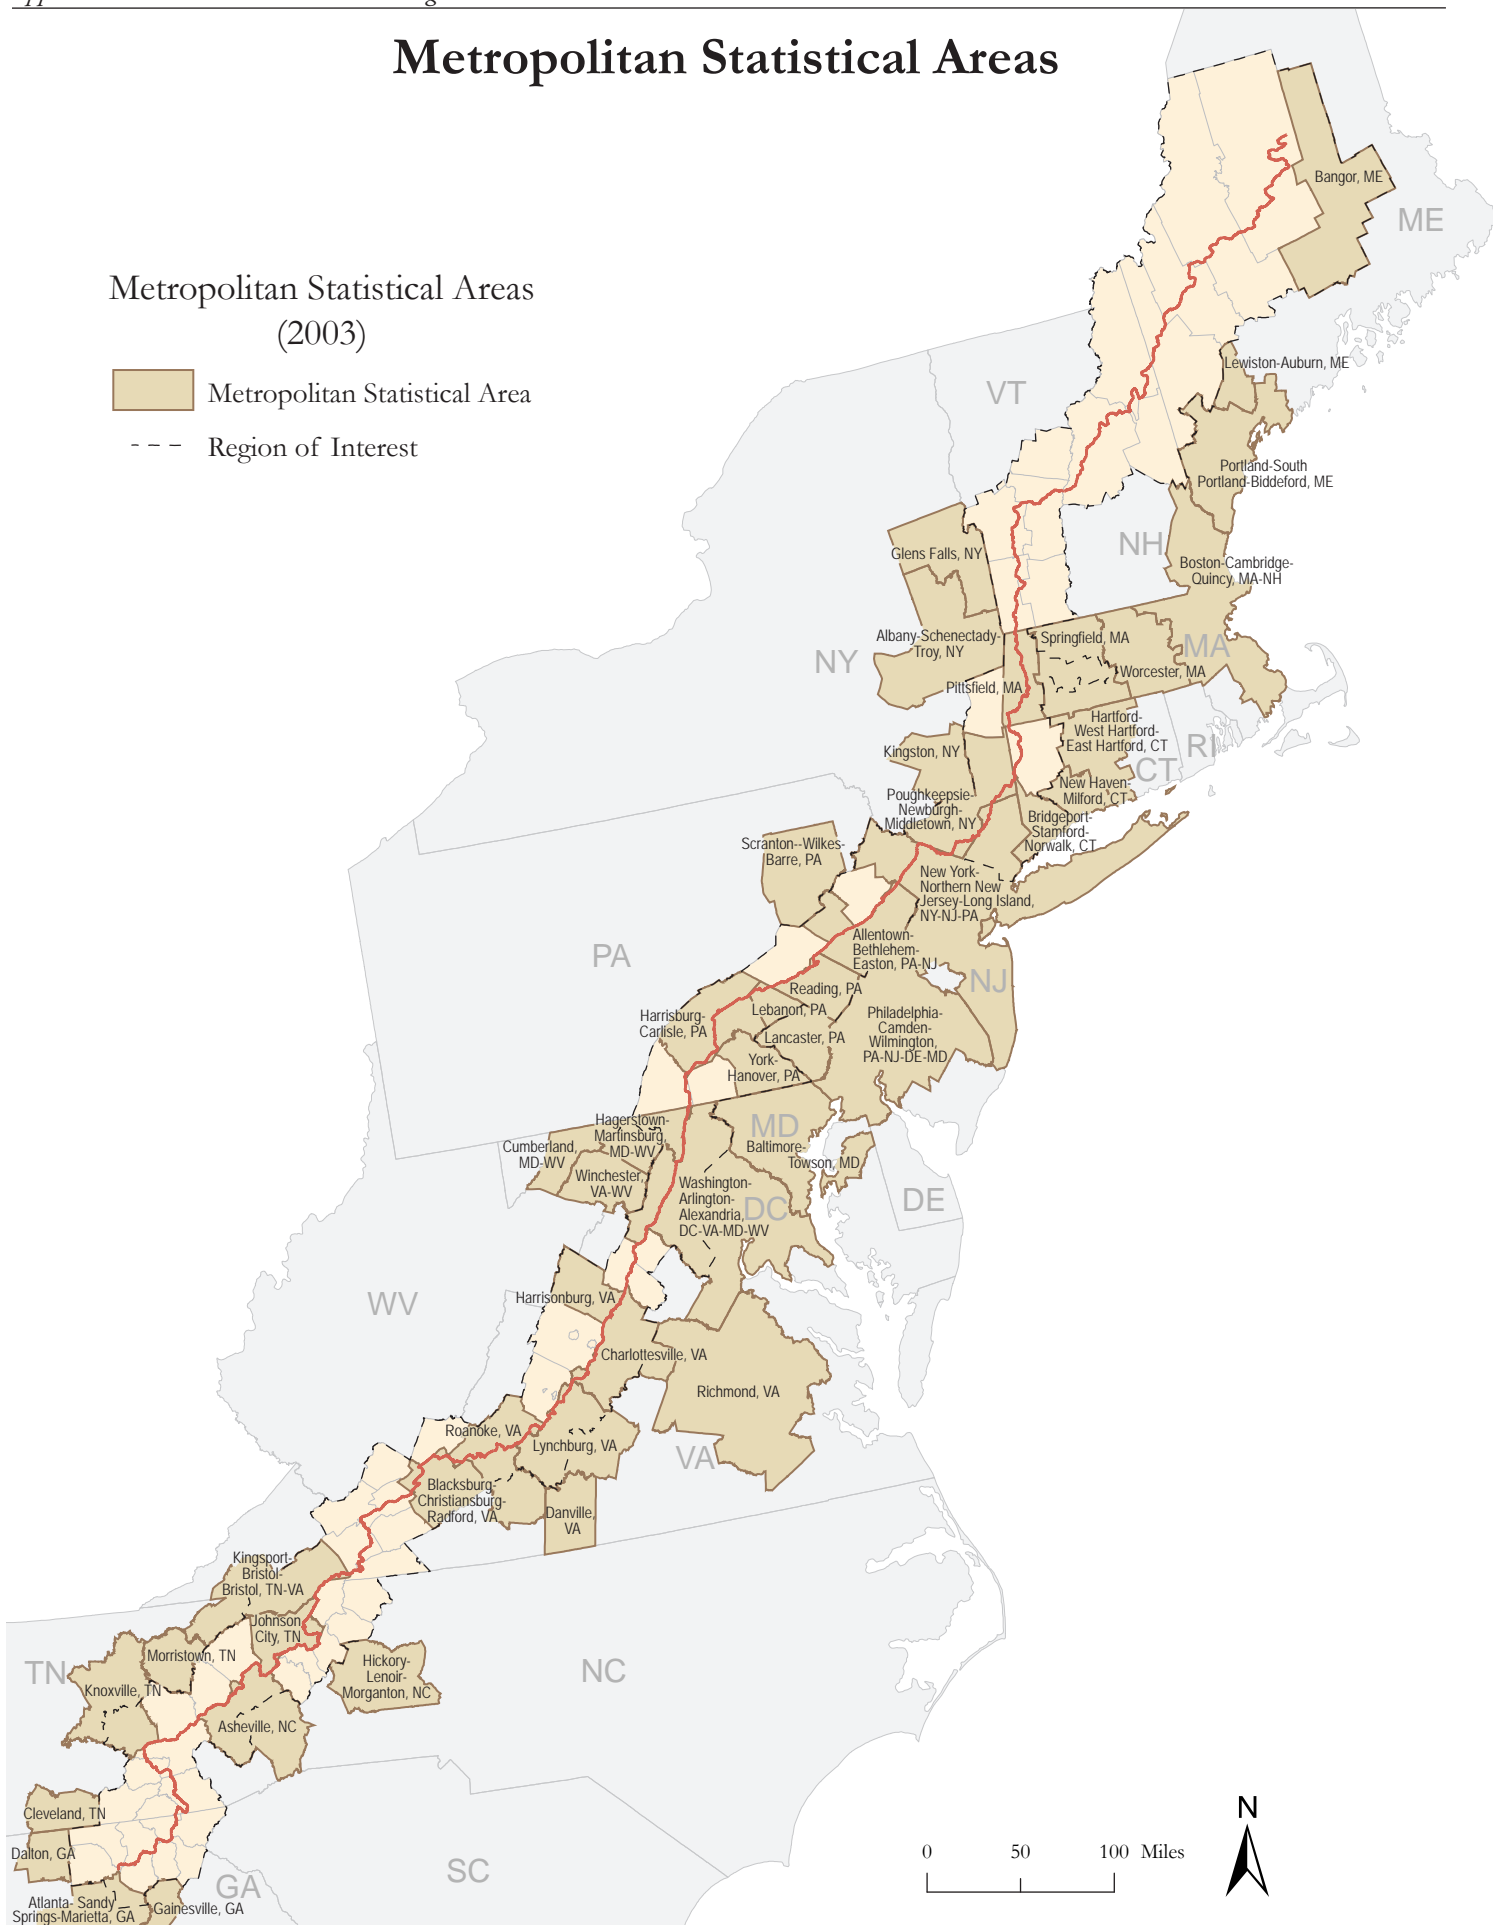 Metropolitan Statistical Areas
Metropolitan Statistical Areas
(2003)
Metropolitan Statistical Area
Region of Interest
Bangor, ME
ME
Lewiston-Auburn, ME
VT
Portland-South
Portland-Biddeford, ME
NH
Glens Falls, NY
Boston-Cambridge-
Quincy, MA-NH
Albany-Schenectady-
Troy, NY
NY
Springfield, MA
MA
Worcester, MA
Pittsfield, MA
Hartford-
West Hartford-
East Hartford, CT
RI
CT
Kingston, NY
New Haven-
Milford, CT
Poughkeepsie-
Newburgh-
Middletown, NY
Bridgeport-
Stamford-
Norwalk, CT
Scranton--Wilkes-
Barre, PA
New York-
Northern New
Jersey-Long Island,
NY-NJ-PA
Allentown-
Bethlehem-
Easton, PA-NJ
PA
NJ
Reading, PA
Lebanon, PA
Harrisburg-
Carlisle, PA
Lancaster, PA
Philadelphia-
Camden-
Wilmington,
PA-NJ-DE-MD
York-
Hanover, PA
MD
Hagerstown-
Martinsburg,
MD-WV
Baltimore-
Towson, MD
Cumberland,
MD-WV
Winchester,
VA-WV
Washington-
Arlington-
Alexandria,
DC-VA-MD-WV
DC
DE
WV
Harrisonburg, VA
Charlottesville, VA
Richmond, VA
Roanoke, VA
Lynchburg, VA
VA
Blacksburg-
Christiansburg-
Radford, VA
Danville,
VA
Kingsport-
Bristol-
Bristol, TN-VA
Johnson
City, TN
Morristown, TN
TN
Knoxville, TN
Hickory-
Lenoir-
Morganton, NC
NC
Asheville, NC
Cleveland, TN
Dalton, GA
SC
GA
Atlanta- Sandy
Springs-Marietta, GA
Gainesville, GA
N
0 50 100 Miles